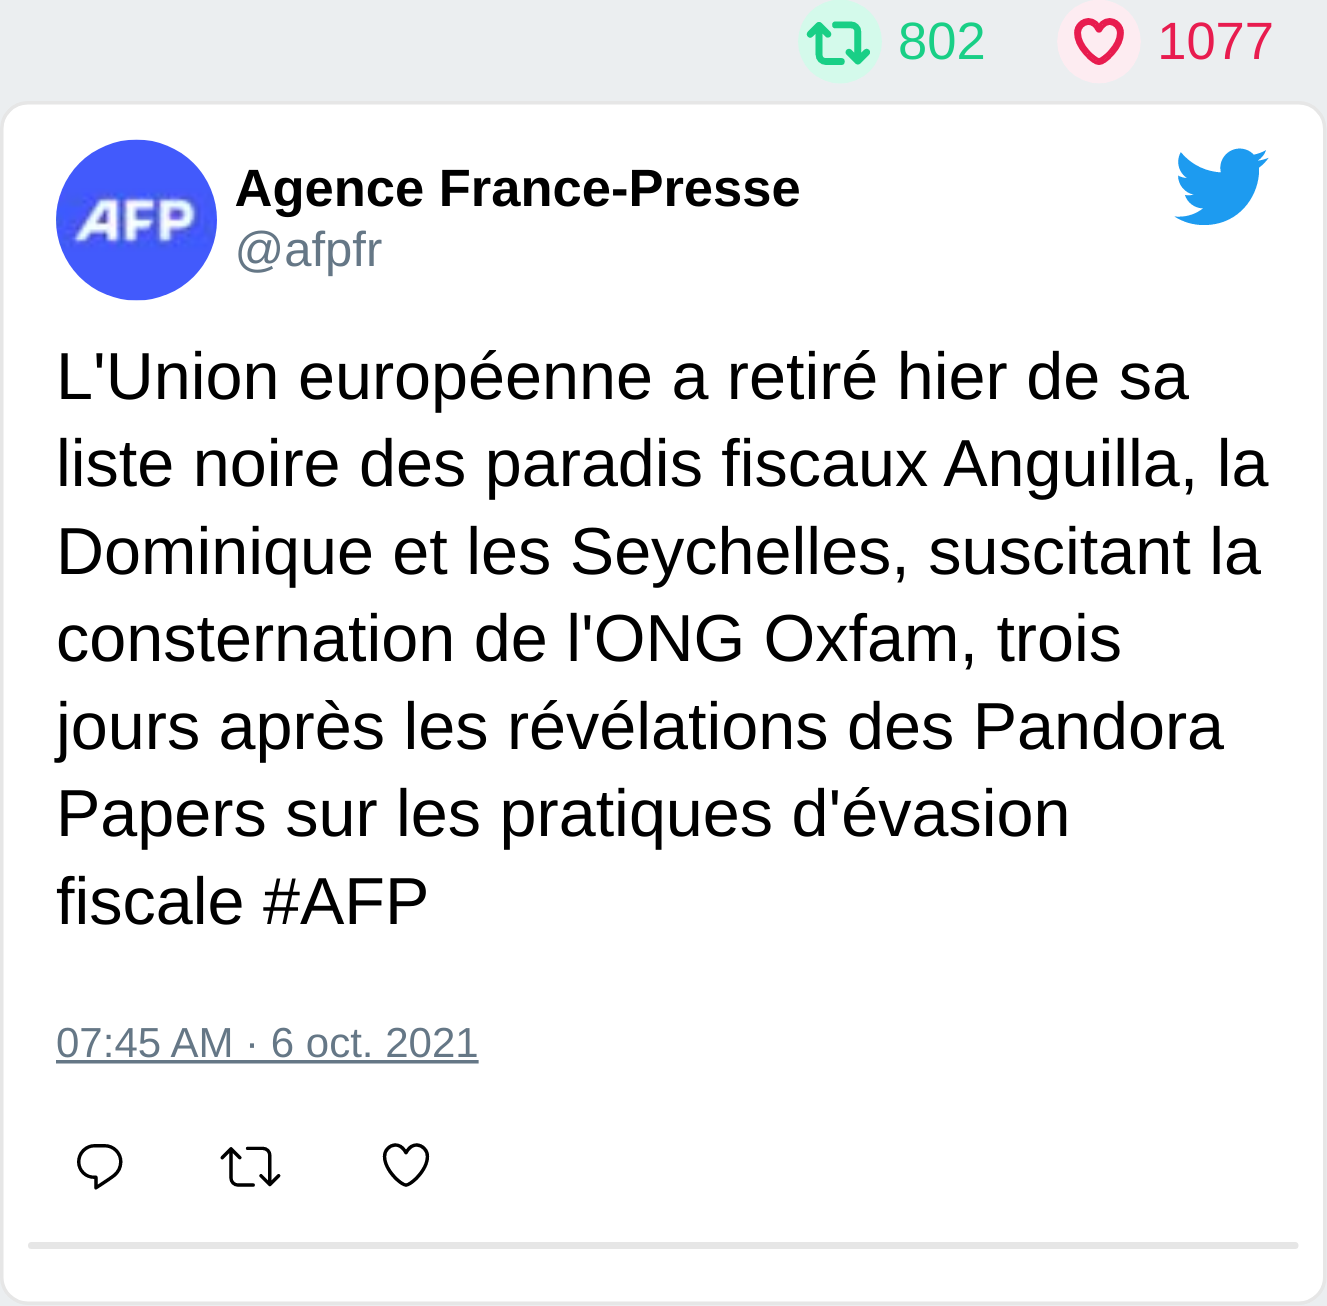 802 1077
AFP
Agence France-Presse
@afpfr
L'Union européenne a retiré hier de sa
liste noire des paradis fiscaux Anguilla, la
Dominique et les Seychelles, suscitant la
consternation de l'ONG Oxfam, trois
jours après les révélations des Pandora
Papers sur les pratiques d'évasion
fiscale #AFP
07:45 AM · 6 oct. 2021